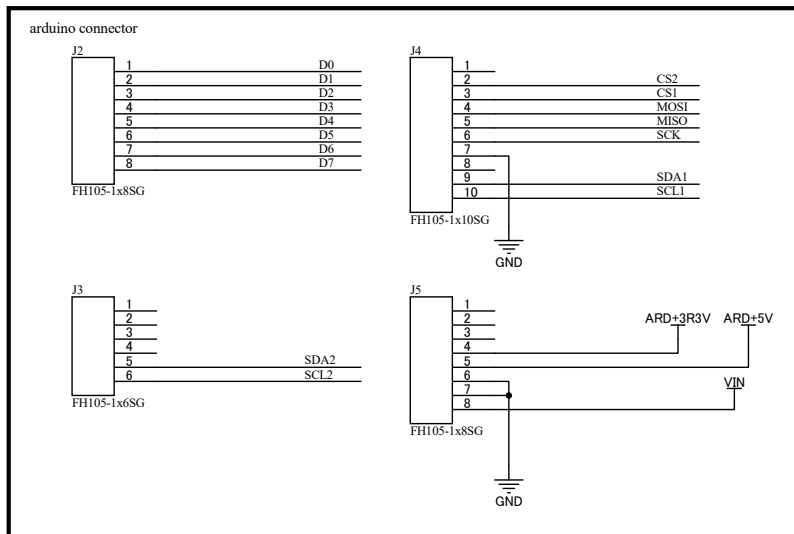 arduino connector
J2
1 D0
2 D1
3 D2
4 D3
5 D4
6 D5
7 D6
8 D7
FH105-1x8SG
J4
1
2 CS2
3 CS1
4 MOSI
5 MISO
6 SCK
7
8
9 SDA1
10 SCL1
FH105-1x10SG
GND
J3
1
2
3
4
5 SDA2
6 SCL2
FH105-1x6SG
J5
1
2
3
4
5
6
7
8
ARD+3R3V ARD+5V
VIN
FH105-1x8SG
GND